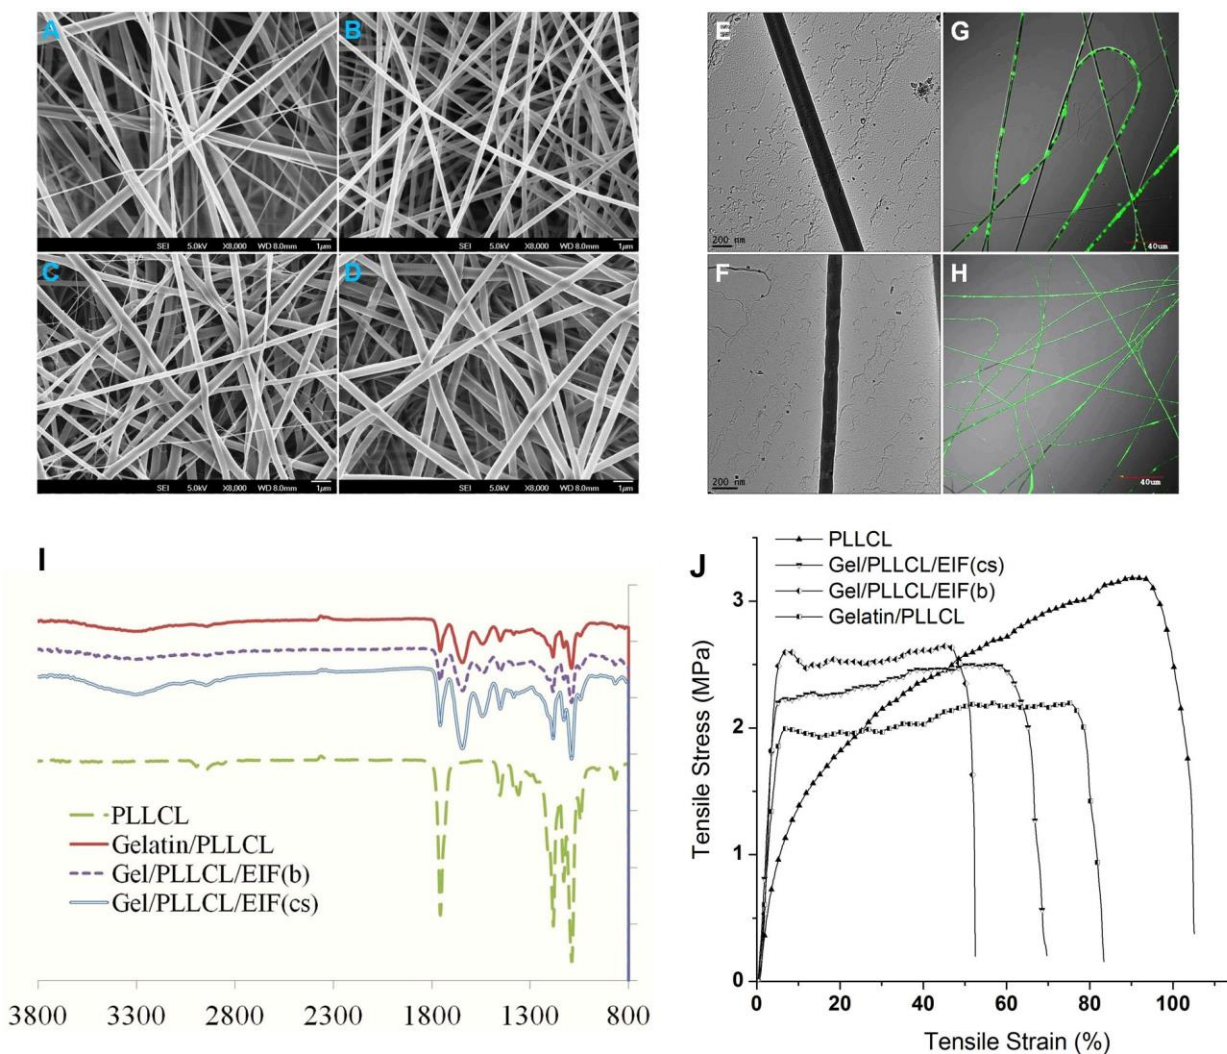 A
SEI 5.0kV X8,000 WD 8.0mm 1µm
B
SEI 5.0kV X8,000 WD 8.0mm 1µm
C
SEI 5.0kV X8,000 WD 8.0mm 1µm
D
SEI 5.0kV X8,000 WD 8.0mm 1µm
E
200 nm
G
40um
F
200 nm
H
40um
I
PLLCL
Gelatin/PLLCL
Gel/PLLCL/EIF(b)
Gel/PLLCL/EIF(cs)
3800 3300 2800 2300 1800 1300 800
J
PLLCL
Gel/PLLCL/EIF(cs)
Gel/PLLCL/EIF(b)
Gelatin/PLLCL
Tensile Stress (MPa)
3
2
1
0
0 20 40 60 80 100
Tensile Strain (%)